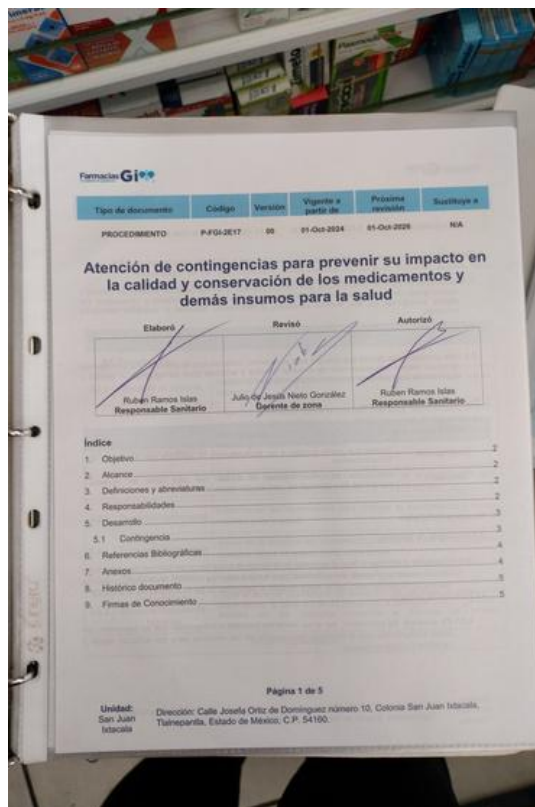 Farmacias Gi
Tipo de documento Código Versión Vigente a partir de Próxima revisión Sustituye a
PROCEDIMIENTO P-FGI-2E17 00 01-Oct-2024 01-Oct-2026 N/A
Atención de contingencias para prevenir su impacto en
la calidad y conservación de los medicamentos y
demás insumos para la salud
Elaboró Revisó Autorizó
Ruben Ramos Islas Julio de Jesús Nieto González Ruben Ramos Islas
Responsable Sanitario Gerente de zona Responsable Sanitario
Índice
1. Objetivo 2
2. Alcance 2
3. Definiciones y abreviaturas 2
4. Responsabilidades 2
5. Desarrollo 3
5.1 Contingencia 3
6. Referencias Bibliográficas 4
7. Anexos 4
8. Histórico documento 5
9. Firmas de Conocimiento 5
Página 1 de 5
Unidad:
San Juan
Ixtacala
Dirección: Calle Josefa Ortiz de Domínguez número 10, Colonia San Juan Ixtacala,
Tlalnepantla, Estado de México, C.P. 54160.